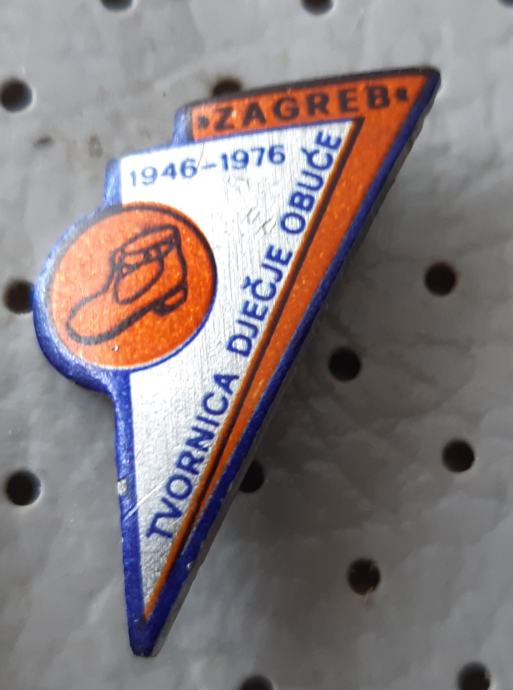 »ZAGREB«
1946-1976
TVORNICA DJEČJE OBUĆE